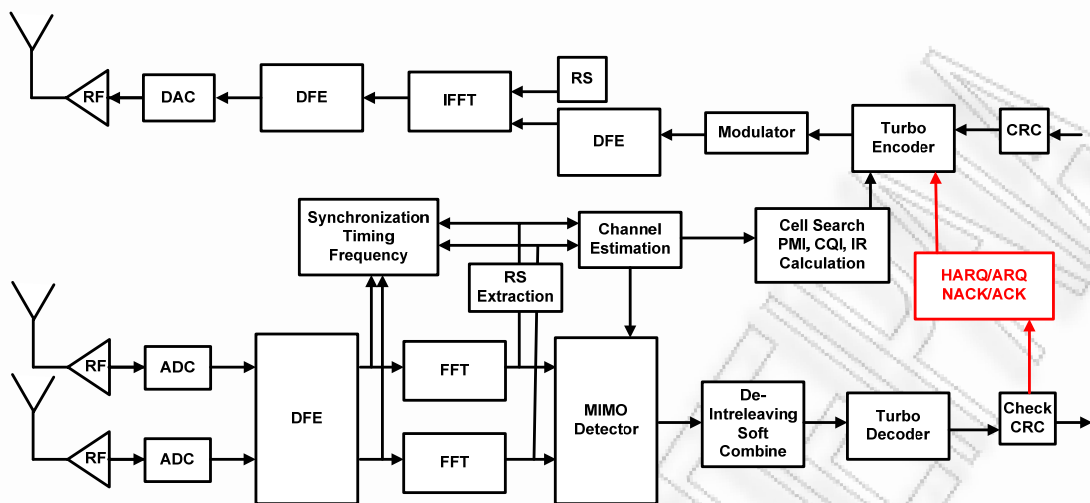 RF
DAC
DFE
IFFT
RS
DFE
Modulator
Turbo
Encoder
CRC
Synchronization
Timing
Frequency
Channel
Estimation
Cell Search
PMI, CQI, IR
Calculation
RS
Extraction
HARQ/ARQ
NACK/ACK
RF
ADC
DFE
FFT
MIMO
Detector
De-
Intreleaving
Soft
Combine
Turbo
Decoder
Check
CRC
RF
ADC
FFT